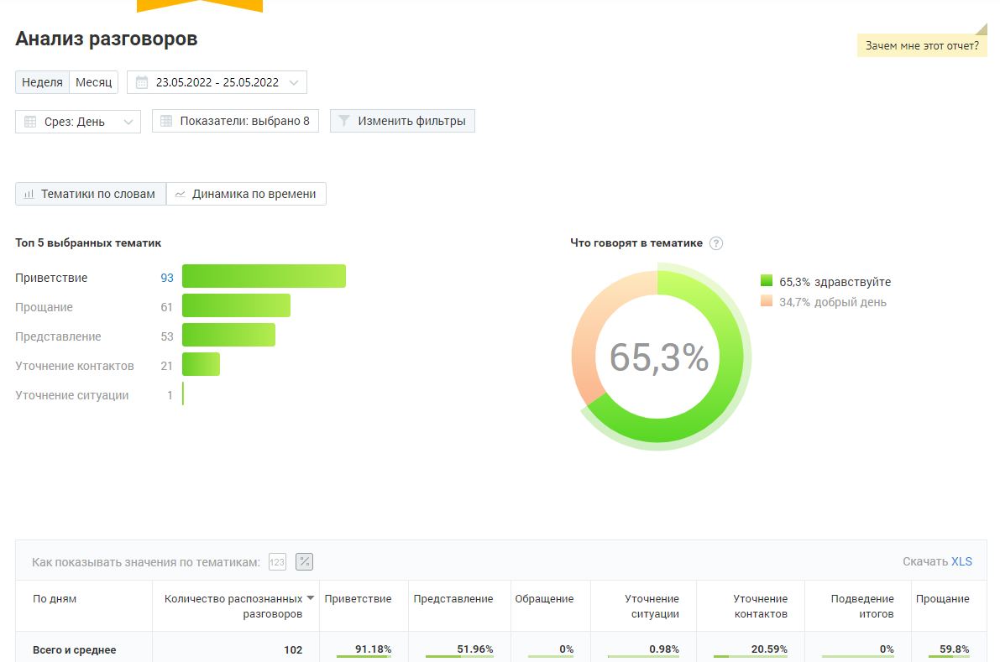 Анализ разговоров
Зачем мне этот отчет?
Неделя Месяц 23.05.2022 - 25.05.2022
Срез: День Показатели: выбрано 8 Изменить фильтры
Тематики по словам Динамика по времени
Топ 5 выбранных тематик
Приветствие 93
Прощание 61
Представление 53
Уточнение контактов 21
Уточнение ситуации 1
Что говорят в тематике ?
65,3% здравствуйте
34,7% добрый день
65,3%
Как показывать значения по тематикам: 123 % Скачать XLS
По дням Количество распознанных Приветствие Представление Обращение Уточнение Уточнение Подведение Прощание
разговоров ситуации контактов итогов
Всего и среднее 102 91.18% 51.96% 0% 0.98% 20.59% 0% 59.8%